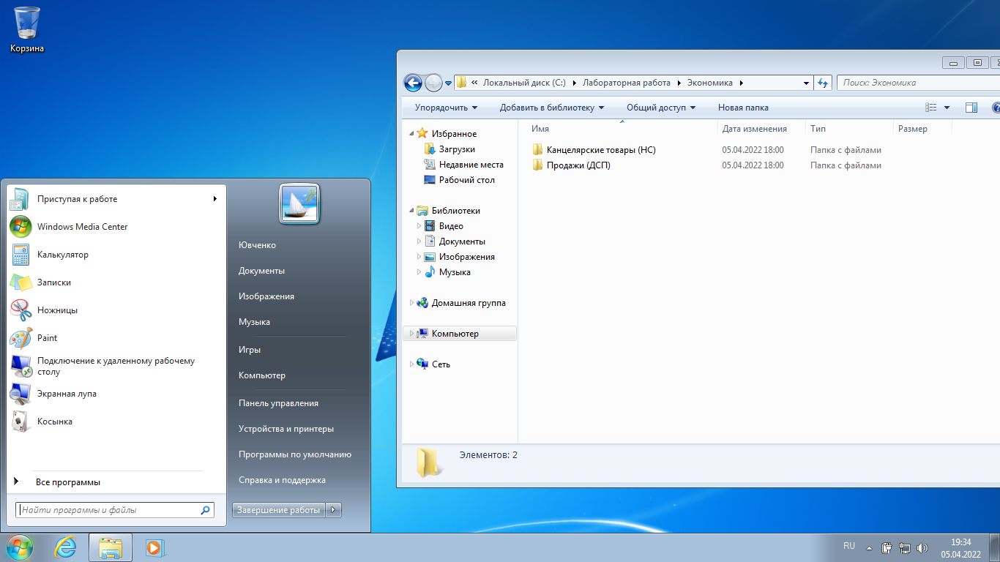 Корзина
« Локальный диск (C:) Лабораторная работа Экономика
Поиск: Экономика
Упорядочить Добавить в библиотеку Общий доступ Новая папка
Имя Дата изменения Тип Размер
Канцелярские товары (НС) 05.04.2022 18:00 Папка с файлами
Продажи (ДСП) 05.04.2022 18:00 Папка с файлами
Избранное
Загрузки
Недавние места
Рабочий стол
Библиотеки
Видео
Документы
Изображения
Музыка
Домашняя группа
Компьютер
Сеть
Элементов: 2
Приступая к работе
Windows Media Center
Калькулятор
Записки
Ножницы
Paint
Подключение к удаленному рабочему
столу
Экранная лупа
Косынка
Все программы
Найти программы и файлы
Ювченко
Документы
Изображения
Музыка
Игры
Компьютер
Панель управления
Устройства и принтеры
Программы по умолчанию
Справка и поддержка
Завершение работы
RU
19:34
05.04.2022